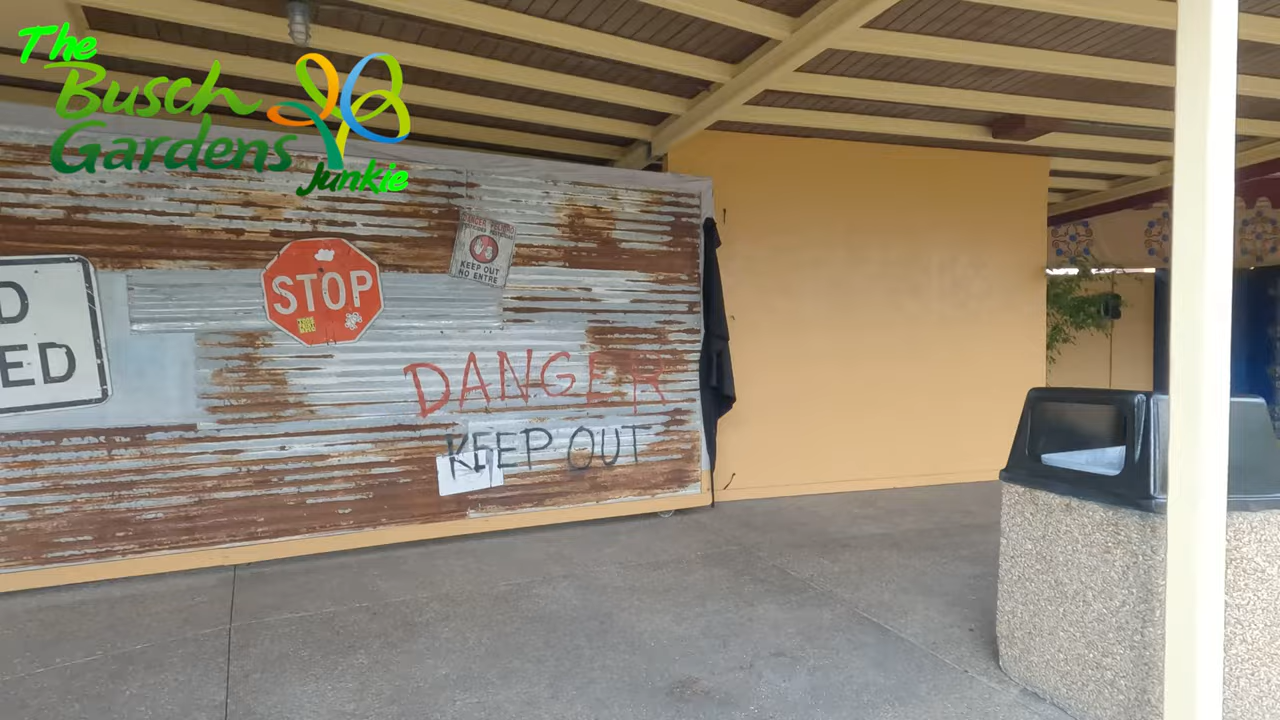 The
Busch
Gardens
Junkie
D
ED
STOP
KEEP OUT
NO ENTRE
DANGER
KEEP OUT